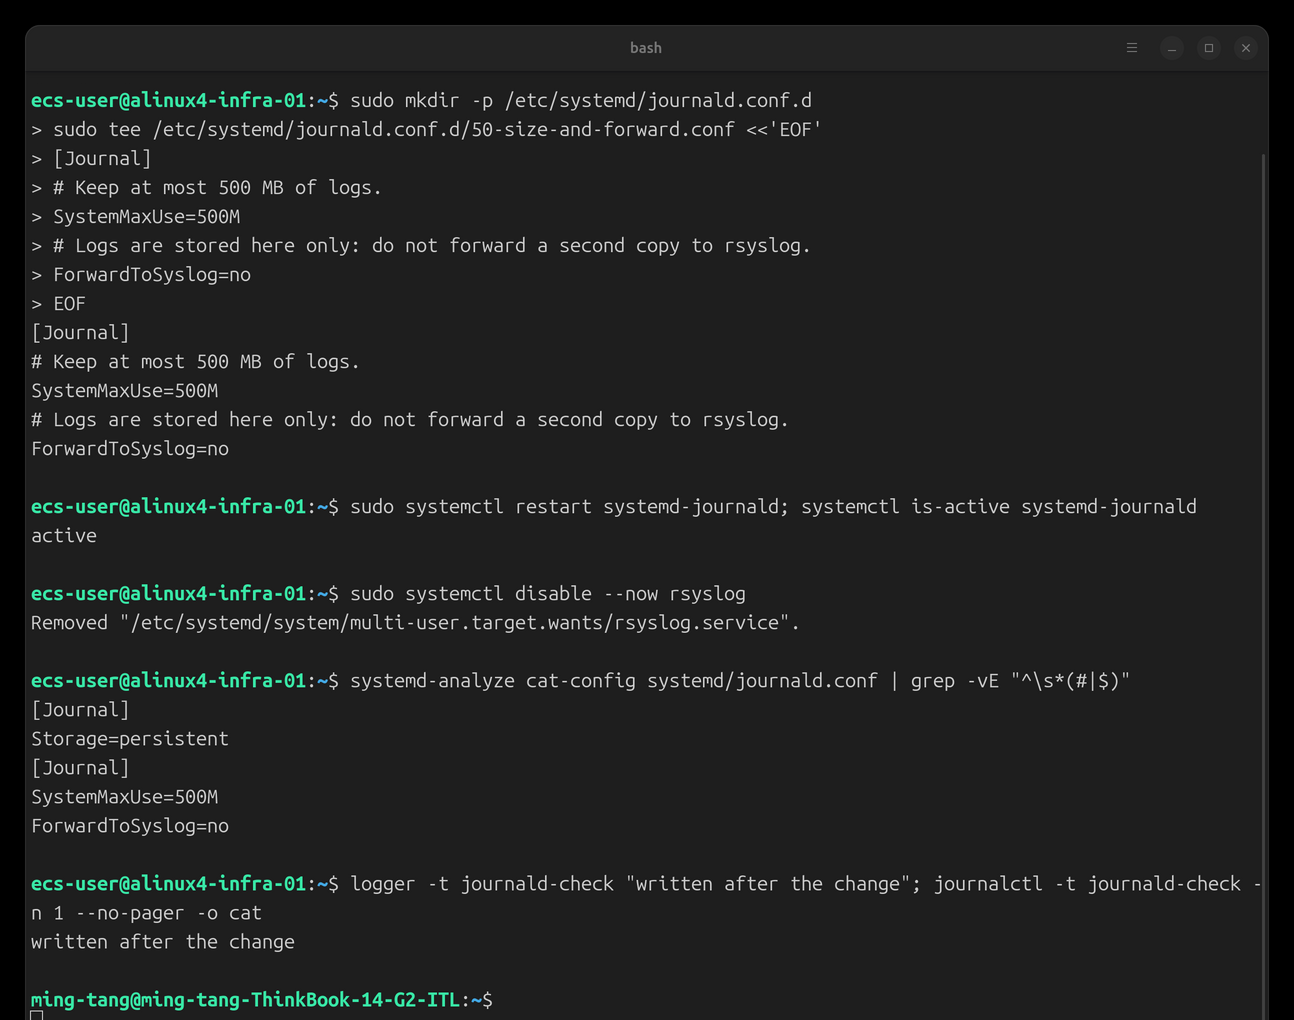 bash
ecs-user@alinux4-infra-01:~$ sudo mkdir -p /etc/systemd/journald.conf.d
> sudo tee /etc/systemd/journald.conf.d/50-size-and-forward.conf <<'EOF'
> [Journal]
> # Keep at most 500 MB of logs.
> SystemMaxUse=500M
> # Logs are stored here only: do not forward a second copy to rsyslog.
> ForwardToSyslog=no
> EOF
[Journal]
# Keep at most 500 MB of logs.
SystemMaxUse=500M
# Logs are stored here only: do not forward a second copy to rsyslog.
ForwardToSyslog=no
ecs-user@alinux4-infra-01:~$ sudo systemctl restart systemd-journald; systemctl is-active systemd-journald
active
ecs-user@alinux4-infra-01:~$ sudo systemctl disable --now rsyslog
Removed "/etc/systemd/system/multi-user.target.wants/rsyslog.service".
ecs-user@alinux4-infra-01:~$ systemd-analyze cat-config systemd/journald.conf | grep -vE "^\s*(#|$)"
[Journal]
Storage=persistent
[Journal]
SystemMaxUse=500M
ForwardToSyslog=no
ecs-user@alinux4-infra-01:~$ logger -t journald-check "written after the change"; journalctl -t journald-check -
n 1 --no-pager -o cat
written after the change
ming-tang@ming-tang-ThinkBook-14-G2-ITL:~$